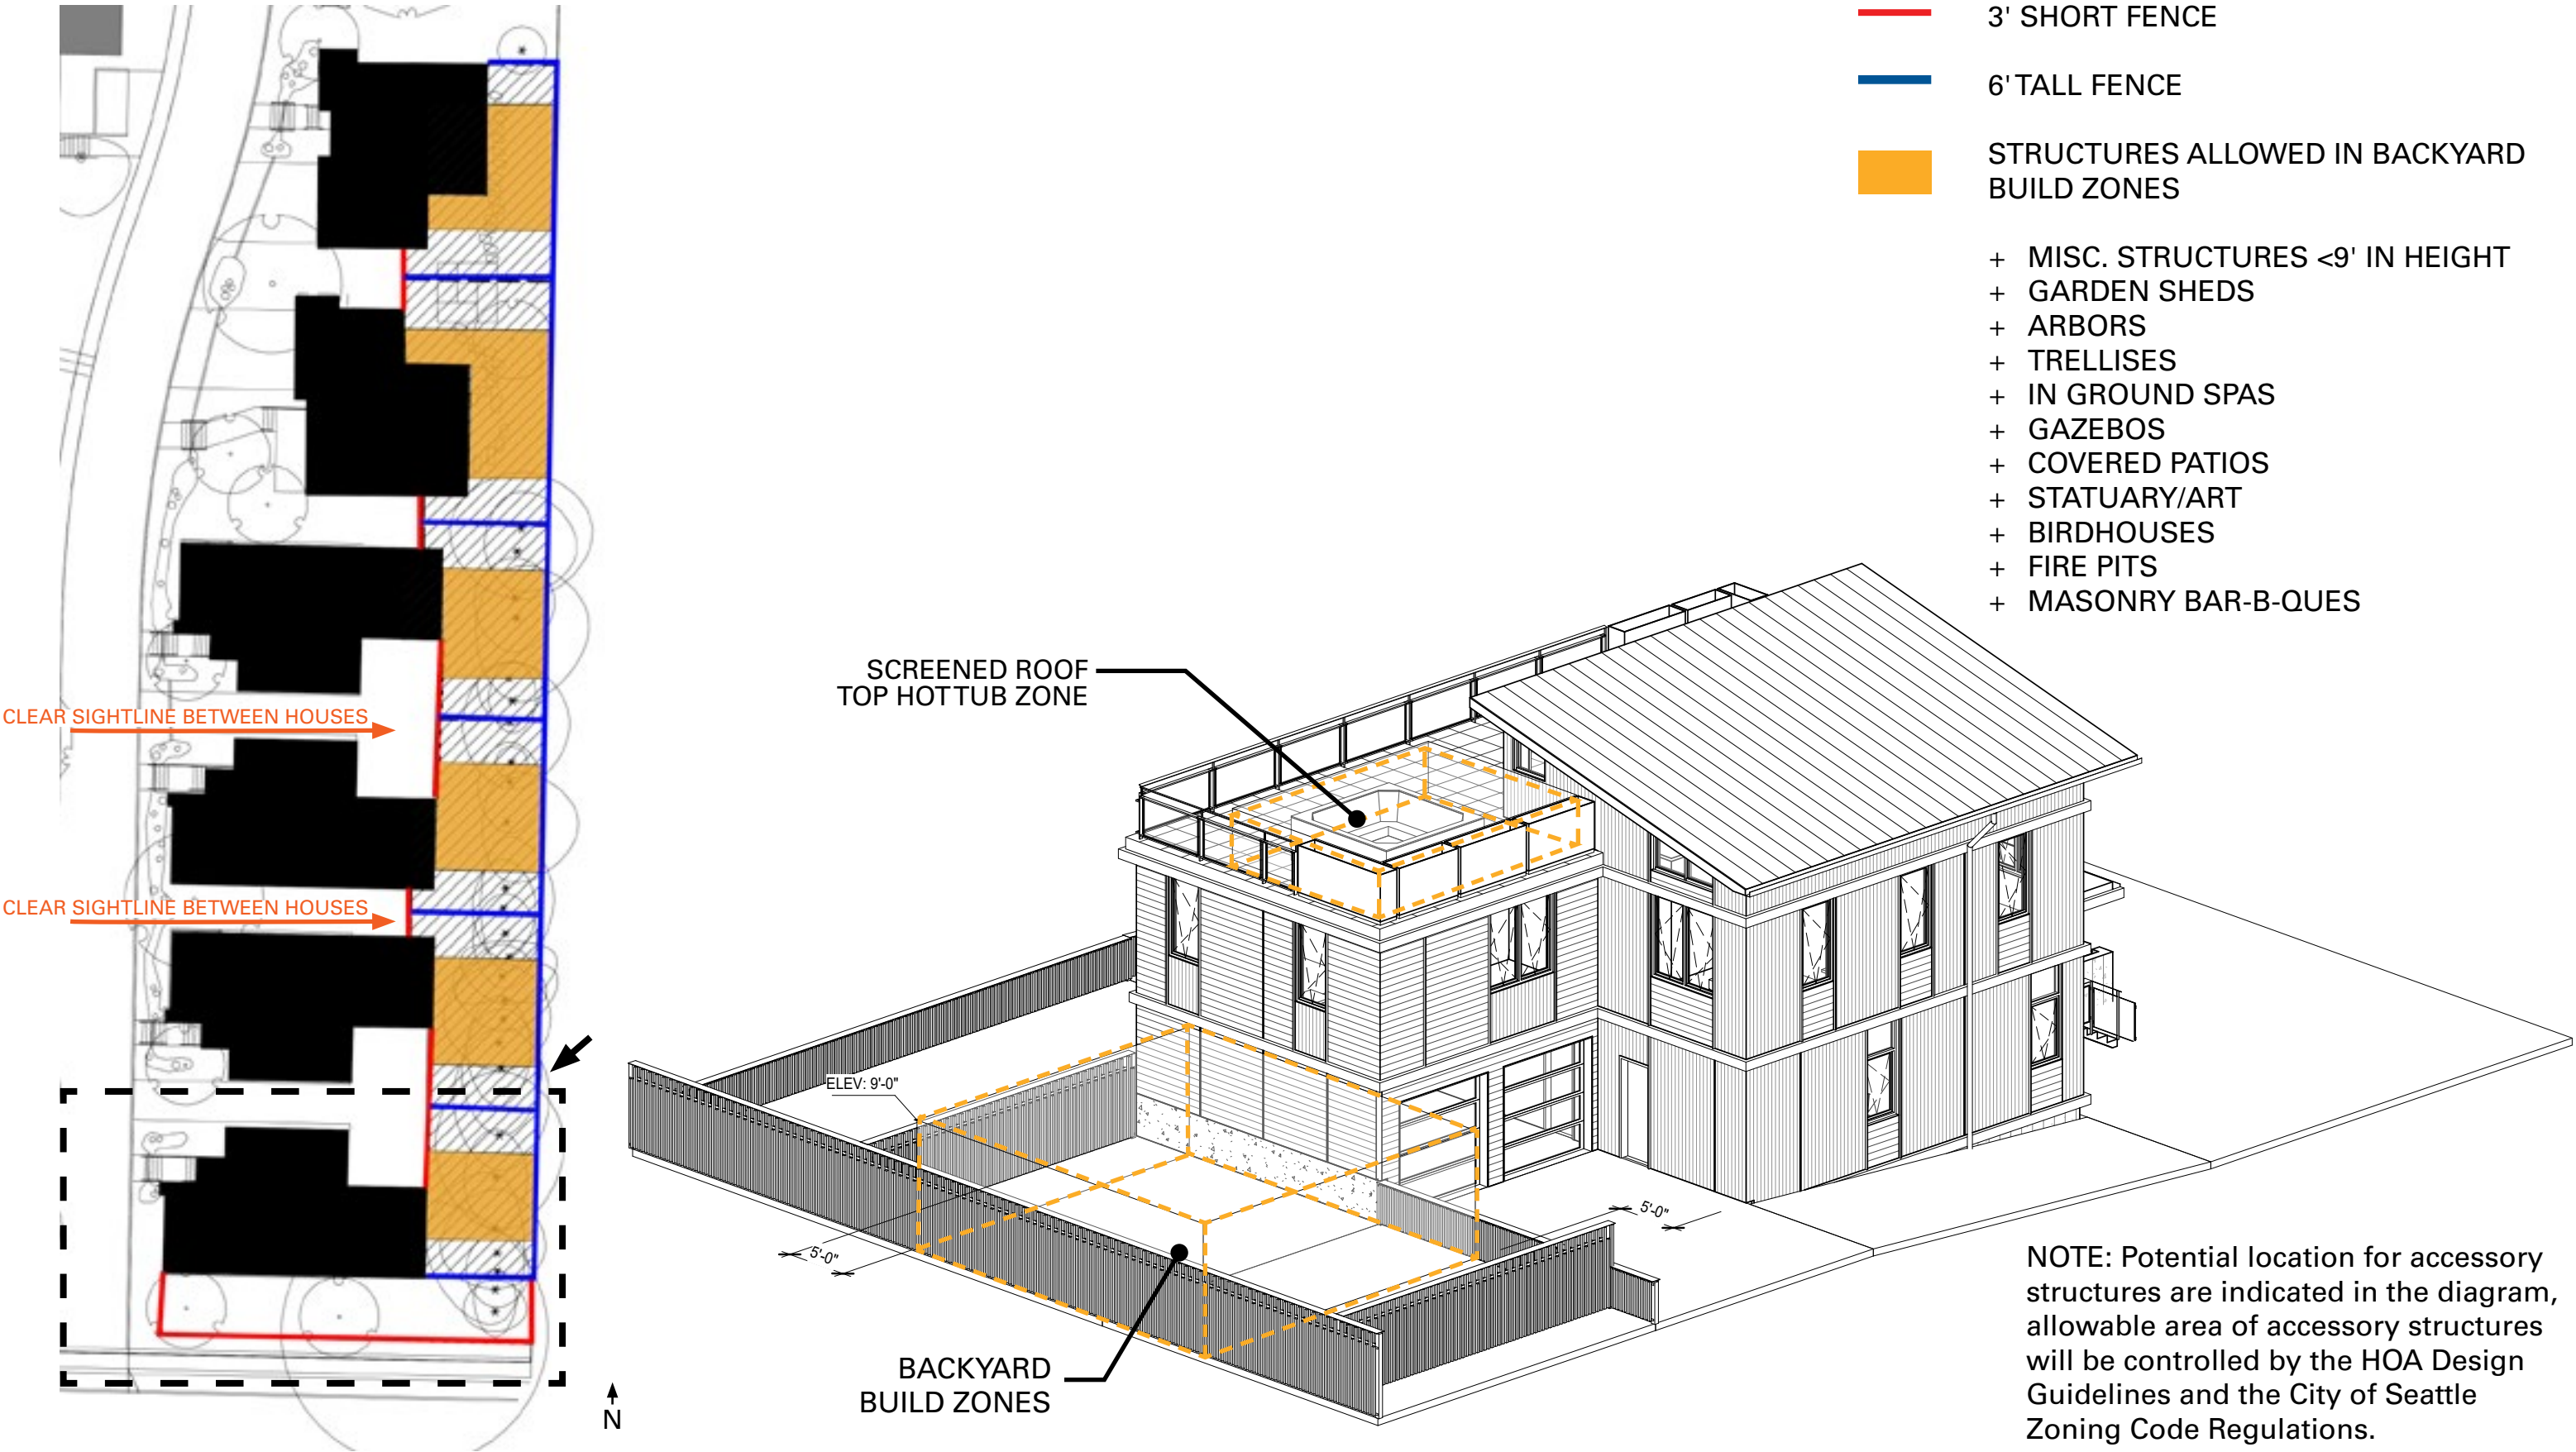 3' SHORT FENCE
6' TALL FENCE
STRUCTURES ALLOWED IN BACKYARD
BUILD ZONES
+ MISC. STRUCTURES <9' IN HEIGHT
+ GARDEN SHEDS
+ ARBORS
+ TRELLISES
+ IN GROUND SPAS
+ GAZEBOS
+ COVERED PATIOS
+ STATUARY/ART
+ BIRDHOUSES
+ FIRE PITS
+ MASONRY BAR-B-QUES
SCREENED ROOF
TOP HOT TUB ZONE
CLEAR SIGHTLINE BETWEEN HOUSES
CLEAR SIGHTLINE BETWEEN HOUSES
ELEV: 9'-0"
5'-0"
5'-0"
BACKYARD
BUILD ZONES
N
NOTE: Potential location for accessory
structures are indicated in the diagram,
allowable area of accessory structures
will be controlled by the HOA Design
Guidelines and the City of Seattle
Zoning Code Regulations.